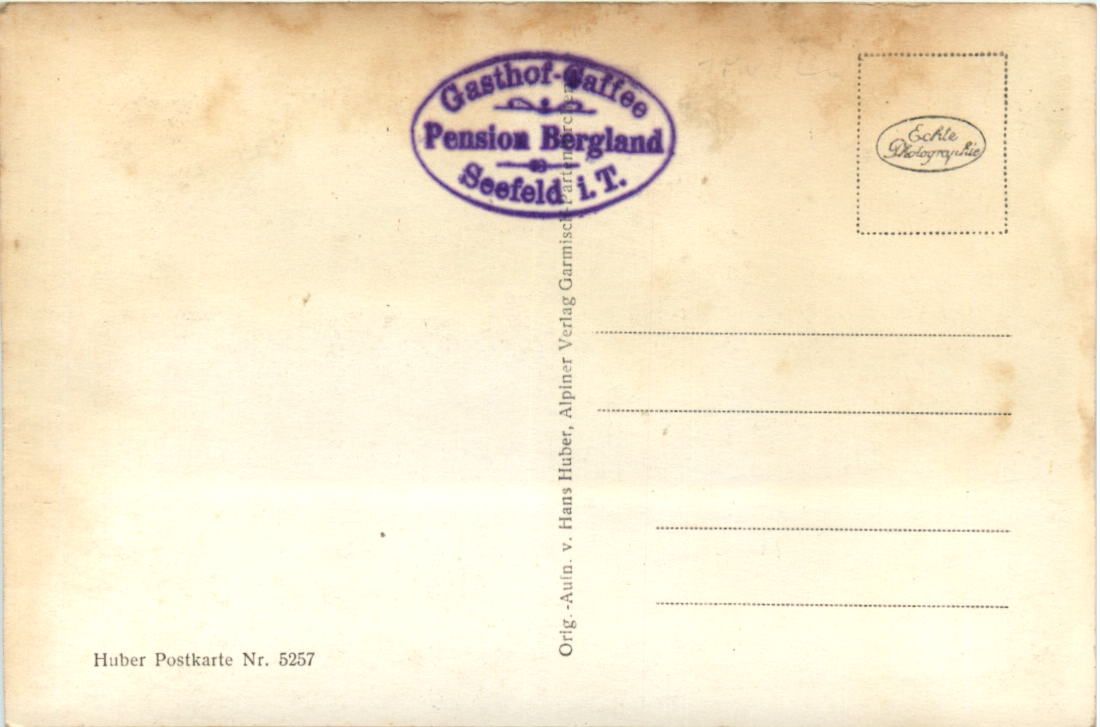 Gasthof-Caffee
Pension Bergland
Seefeld i. T.
Echte
Photographie
Orig.-Aufn. v. Hans Huber, Alpiner Verlag Garmisch-Partenkirchen
Huber Postkarte Nr. 5257